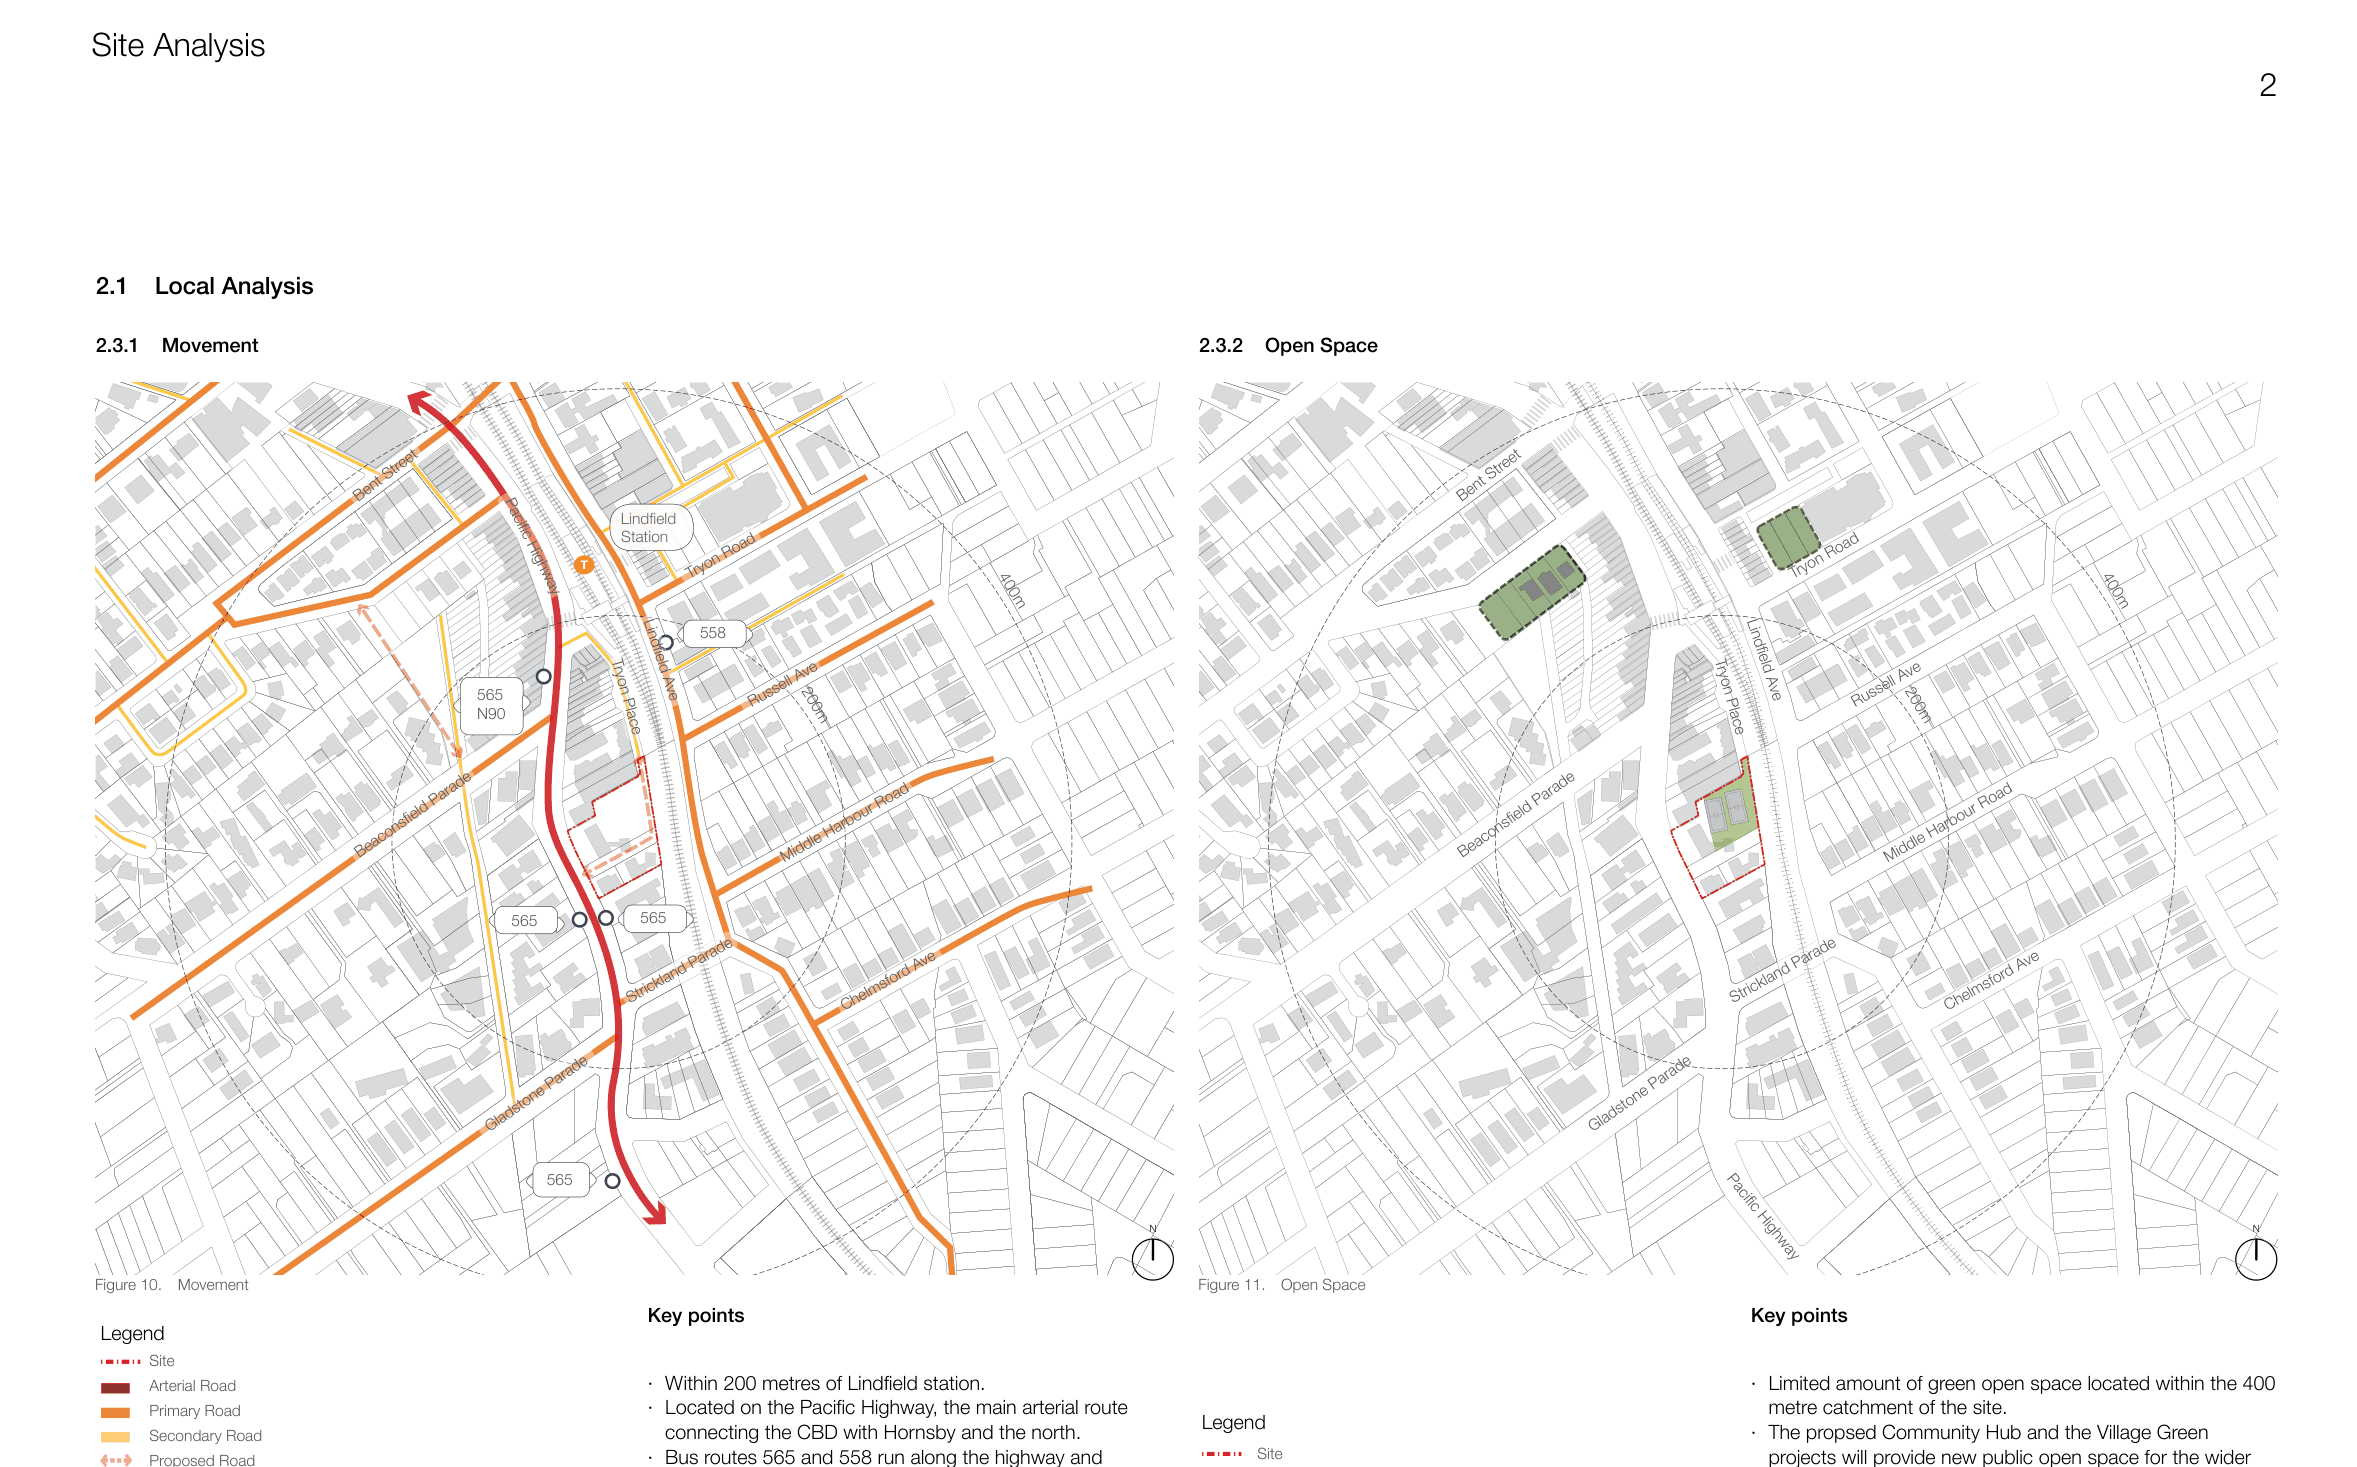 Site Analysis
2
2.1 Local Analysis
2.3.1 Movement
2.3.2 Open Space
Bent Street
Pacific Highway
Lindfield
Station
T
Tryon Road
400m
Lindfield Ave
558
Tryon Place
565
N90
Russell Ave
200m
Beaconsfield Parade
Middle Harbour Road
565
565
Strickland Parade
Chelmsford Ave
Gladstone Parade
565
N
Bent Street
Tryon Road
400m
Lindfield Ave
Tryon Place
Russell Ave
200m
Beaconsfield Parade
Middle Harbour Road
Strickland Parade
Chelmsford Ave
Gladstone Parade
Pacific Highway
N
Figure 10. Movement
Figure 11. Open Space
Legend
Site
Arterial Road
Primary Road
Secondary Road
Proposed Road
Key points
· Within 200 metres of Lindfield station.
· Located on the Pacific Highway, the main arterial route
connecting the CBD with Hornsby and the north.
· Bus routes 565 and 558 run along the highway and
Legend
Site
Key points
· Limited amount of green open space located within the 400
metre catchment of the site.
· The propsed Community Hub and the Village Green
projects will provide new public open space for the wider